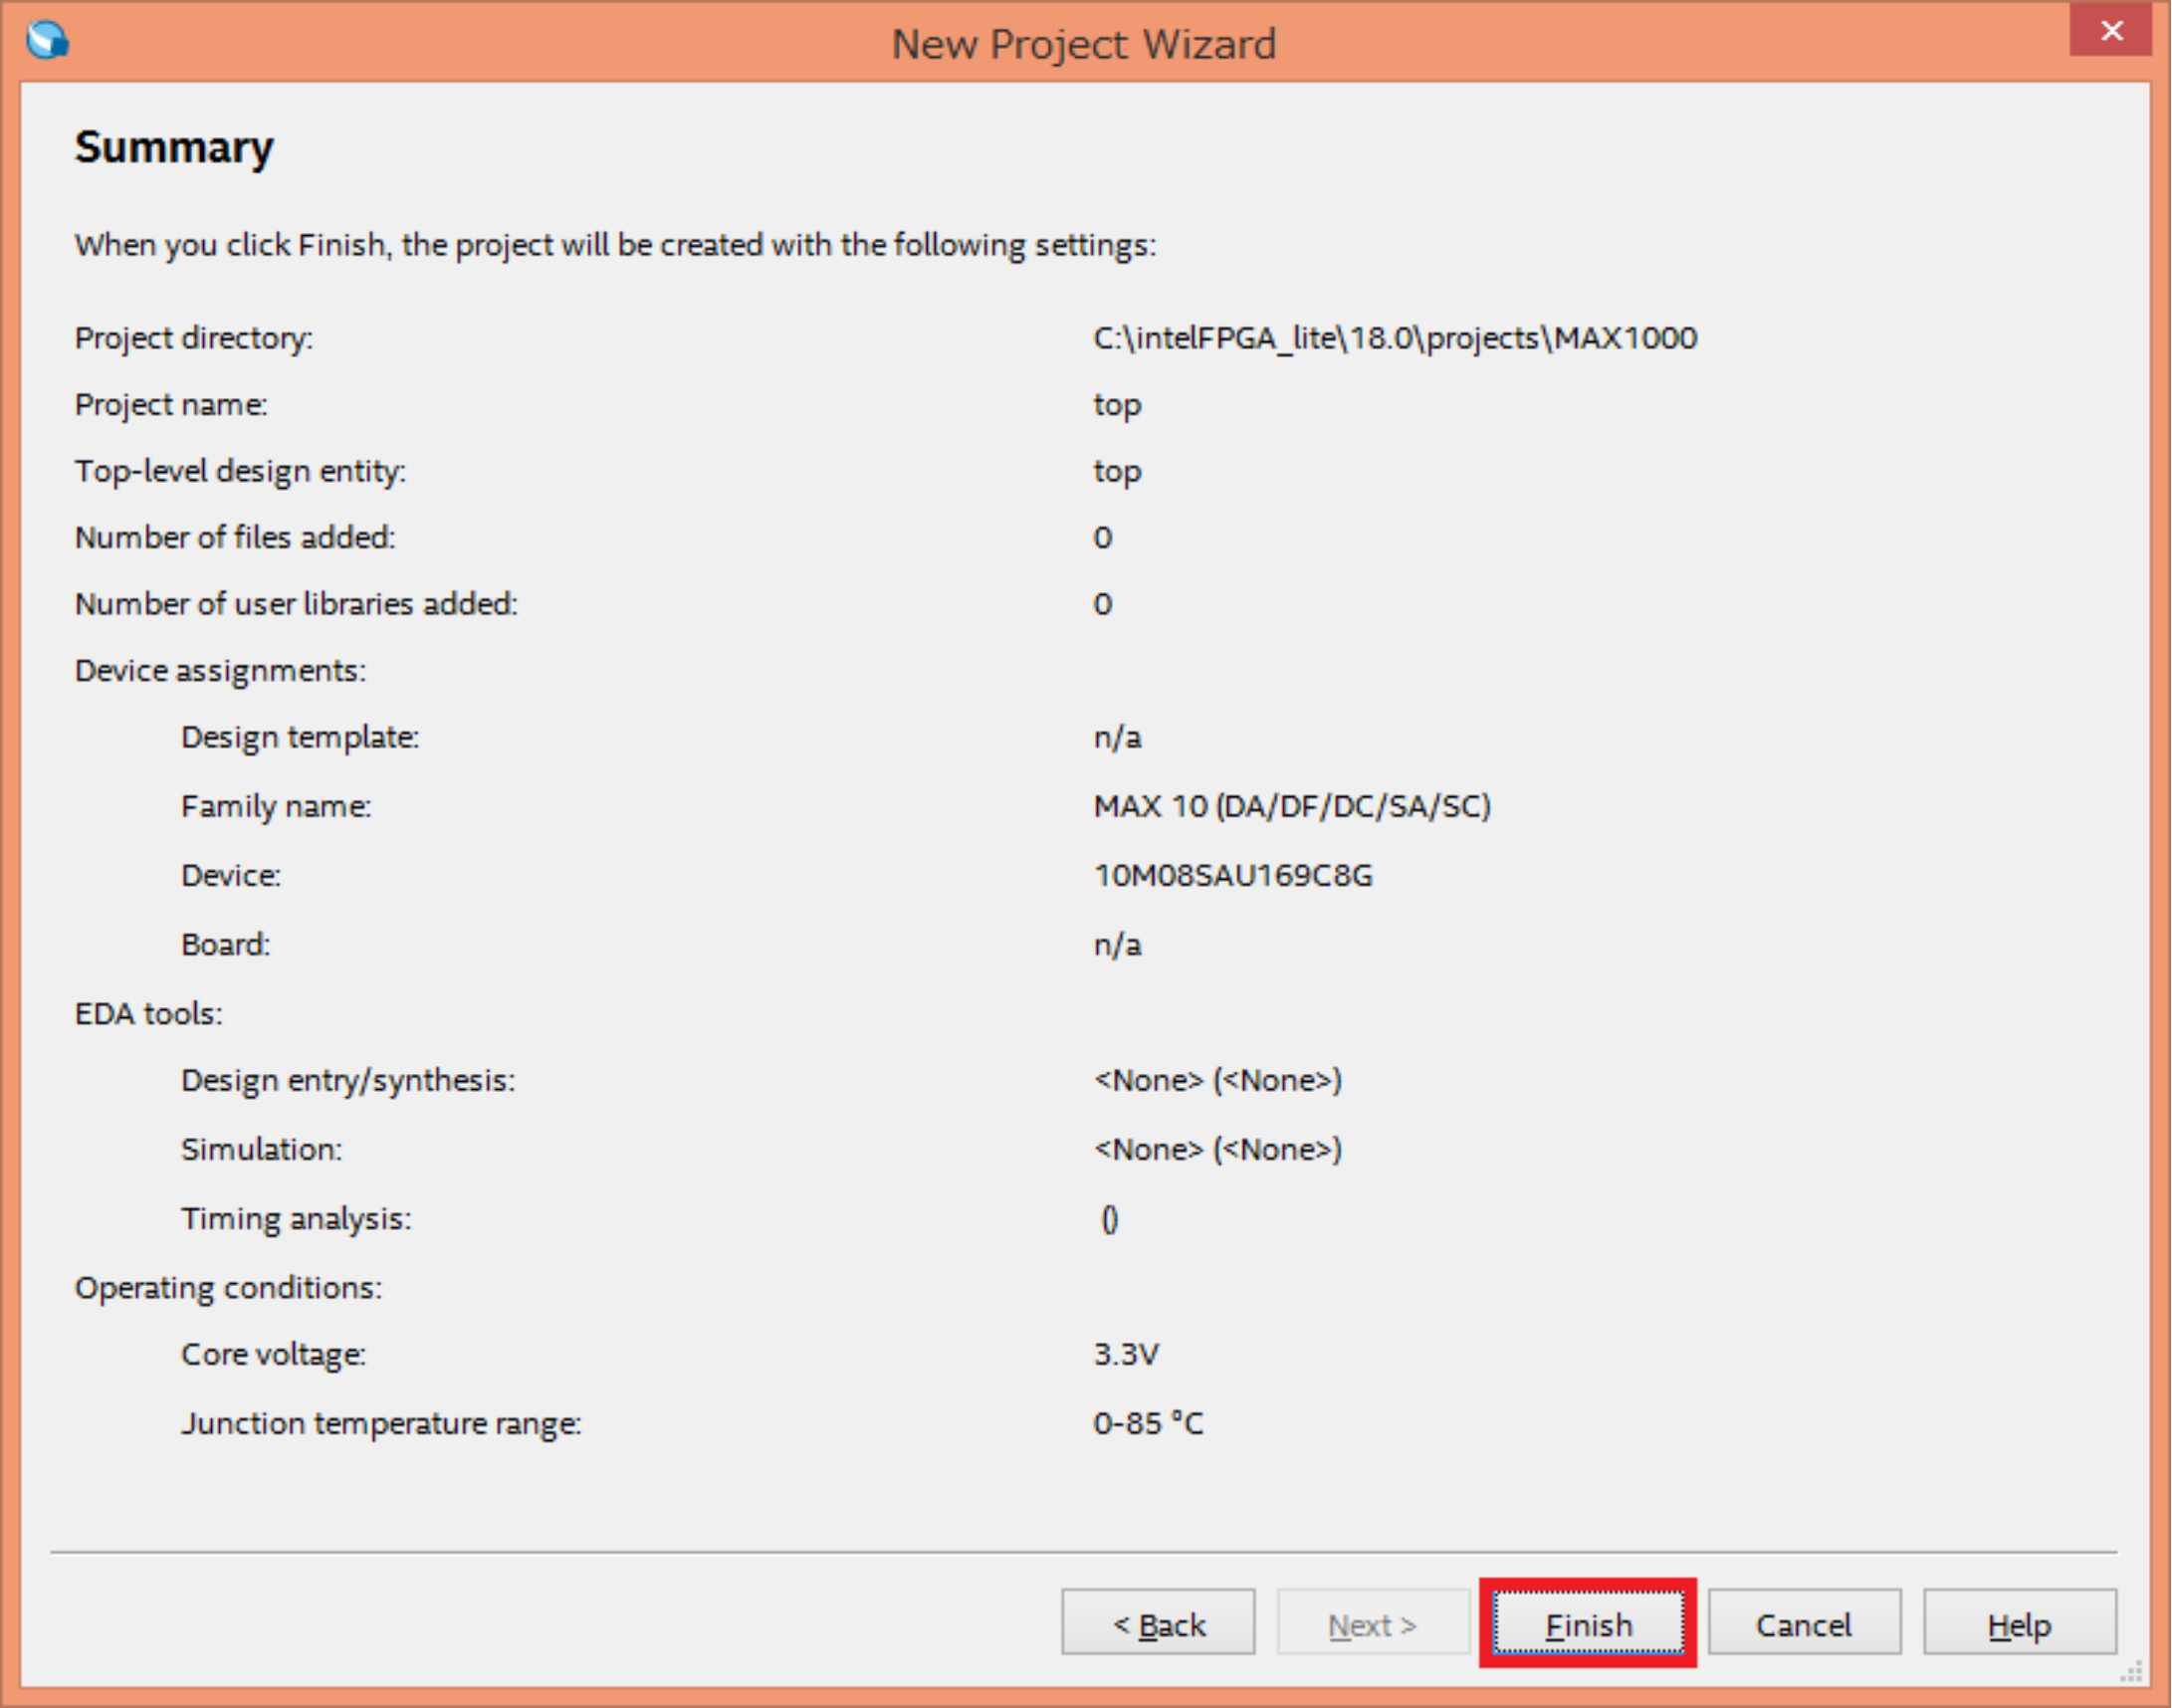 New Project Wizard
Summary
When you click Finish, the project will be created with the following settings:
Project directory: C:\intelFPGA_lite\18.0\projects\MAX1000
Project name: top
Top-level design entity: top
Number of files added: 0
Number of user libraries added: 0
Device assignments:
Design template: n/a
Family name: MAX 10 (DA/DF/DC/SA/SC)
Device: 10M08SAU169C8G
Board: n/a
EDA tools:
Design entry/synthesis: <None> (<None>)
Simulation: <None> (<None>)
Timing analysis: ()
Operating conditions:
Core voltage: 3.3V
Junction temperature range: 0-85 °C
< Back Next > Finish Cancel Help